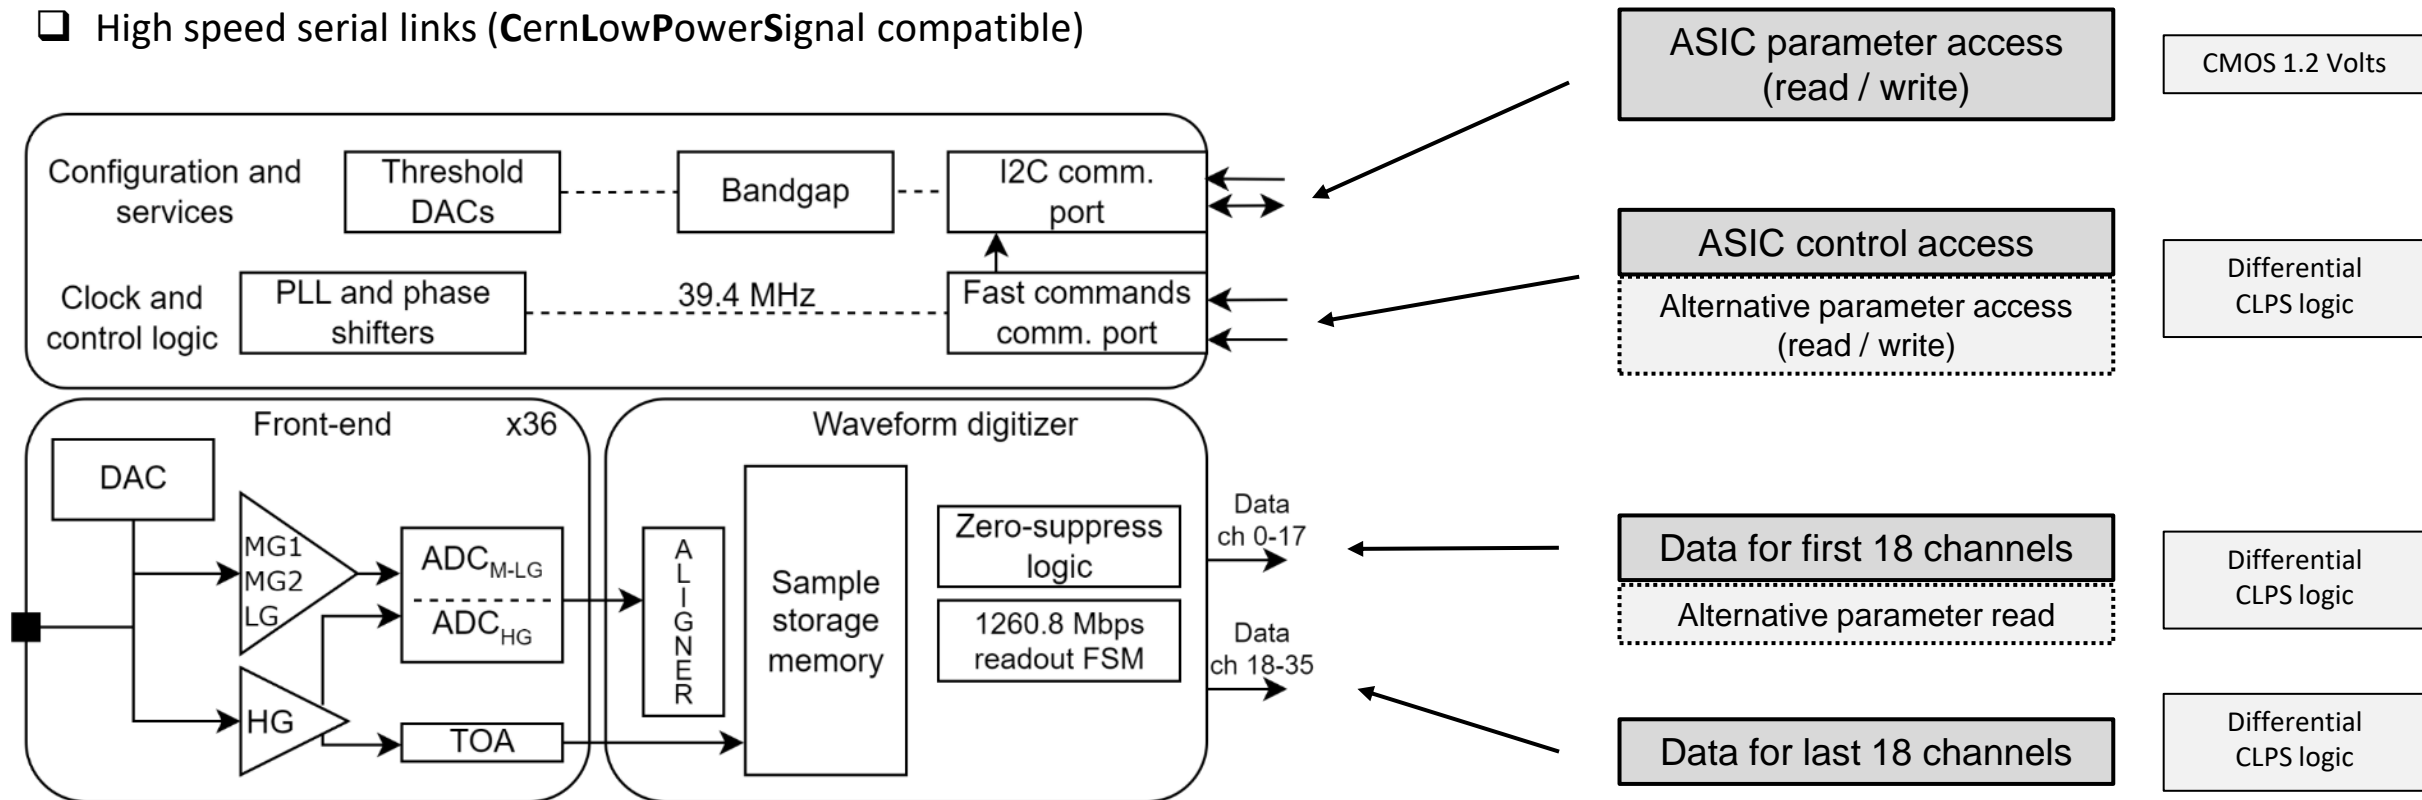 ❑ High speed serial links (CernLowPowerSignal compatible)
ASIC parameter access
(read / write)
CMOS 1.2 Volts
Configuration and
services
Threshold
DACs
Bandgap
I2C comm.
port
ASIC control access
Alternative parameter access
(read / write)
Differential
CLPS logic
Clock and
control logic
PLL and phase
shifters
39.4 MHz
Fast commands
comm. port
Front-end
x36
DAC
MG1
MG2
LG
HG
ADCM-LG
ADCHG
TOA
Waveform digitizer
A
L
I
G
N
E
R
Sample
storage
memory
Zero-suppress
logic
1260.8 Mbps
readout FSM
Data
ch 0-17
Data
ch 18-35
Data for first 18 channels
Alternative parameter read
Differential
CLPS logic
Data for last 18 channels
Differential
CLPS logic